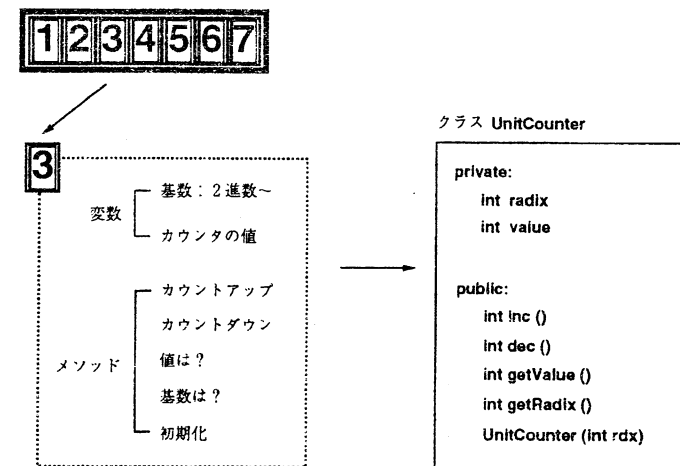 1234567
3
変数
基数：2進数～
カウンタの値
メソッド
カウントアップ
カウントダウン
値は？
基数は？
初期化
クラス UnitCounter
private:
int radix
int value
public:
int inc ()
int dec ()
int getValue ()
int getRadix ()
UnitCounter (int rdx)